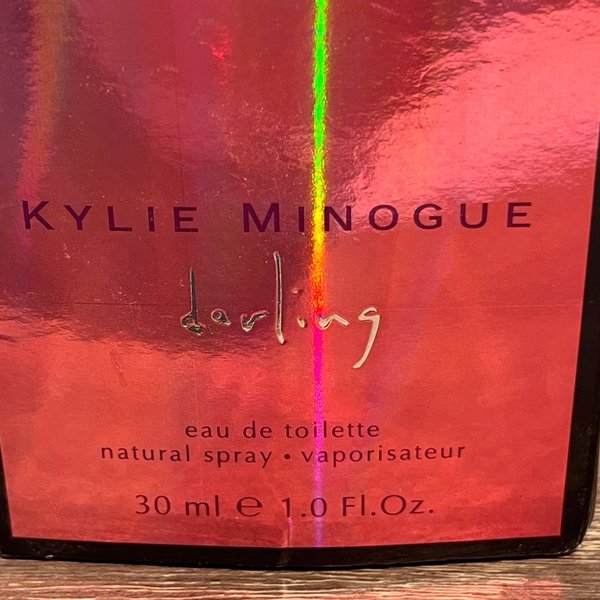 KYLIE MINOGUE
darling
eau de toilette
natural spray • vaporisateur
30 ml ℮ 1.0 Fl.Oz.